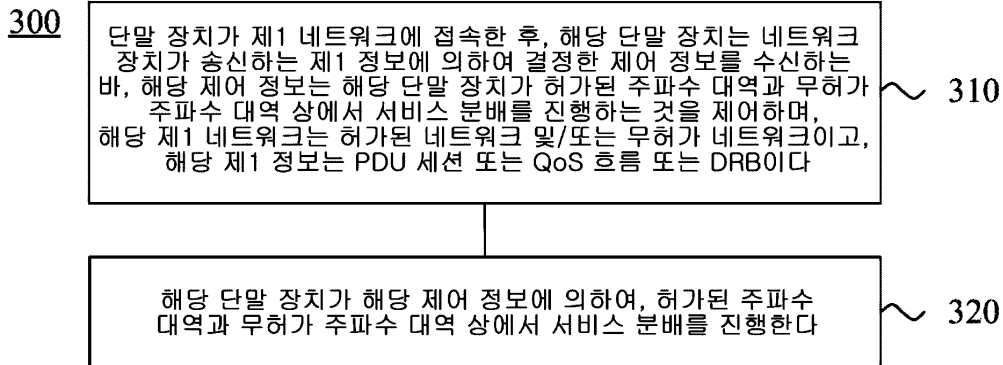 300
단말 장치가 제1 네트워크에 접속한 후, 해당 단말 장치는 네트워크
장치가 송신하는 제1 정보에 의하여 결정한 제어 정보를 수신하는
바, 해당 제어 정보는 해당 단말 장치가 허가된 주파수 대역과 무허가
주파수 대역 상에서 서비스 분배를 진행하는 것을 제어하며,
해당 제1 네트워크는 허가된 네트워크 및/또는 무허가 네트워크이고,
해당 제1 정보는 PDU 세션 또는 QoS 흐름 또는 DRB이다
310
해당 단말 장치가 해당 제어 정보에 의하여, 허가된 주파수
대역과 무허가 주파수 대역 상에서 서비스 분배를 진행한다
320